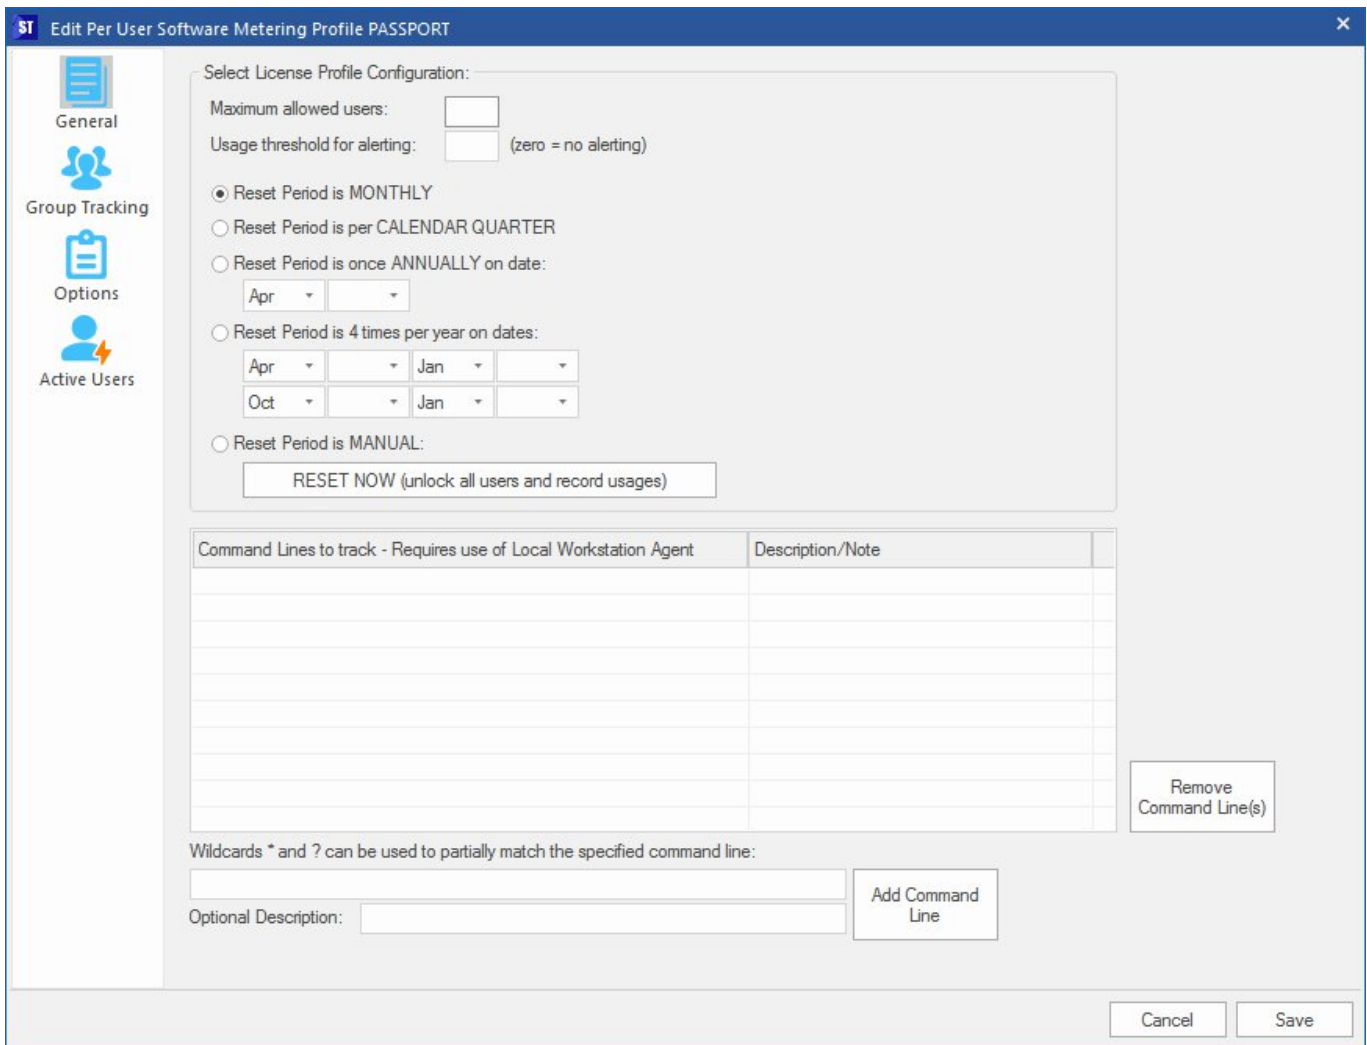 ST Edit Per User Software Metering Profile PASSPORT
General
Group Tracking
Options
Active Users
Select License Profile Configuration:
Maximum allowed users:
Usage threshold for alerting: (zero = no alerting)
Reset Period is MONTHLY
Reset Period is per CALENDAR QUARTER
Reset Period is once ANNUALLY on date:
Apr
Reset Period is 4 times per year on dates:
Apr Jan
Oct Jan
Reset Period is MANUAL:
RESET NOW (unlock all users and record usages)
Command Lines to track - Requires use of Local Workstation Agent Description/Note
Remove
Command Line(s)
Wildcards * and ? can be used to partially match the specified command line:
Add Command
Line
Optional Description:
Cancel Save